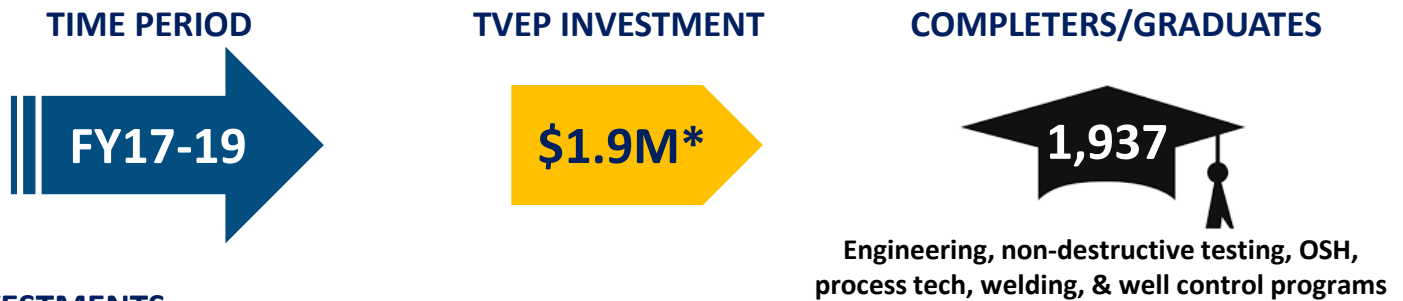 TIME PERIOD
TVEP INVESTMENT
COMPLETERS/GRADUATES
FY17-19
$1.9M*
1,937
Engineering, non-destructive testing, OSH,
process tech, welding, & well control programs